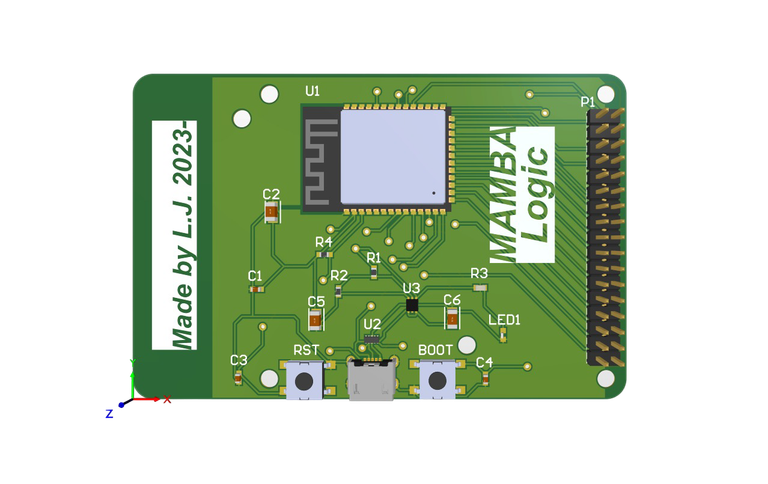 U1
P1
MAMBA
Logic
Made by L.J. 2023-
C2
R4
R1
C1
R2
R3
U3
C5
C6
U2
LED1
RST
BOOT
C3
C4
Y
X
Z